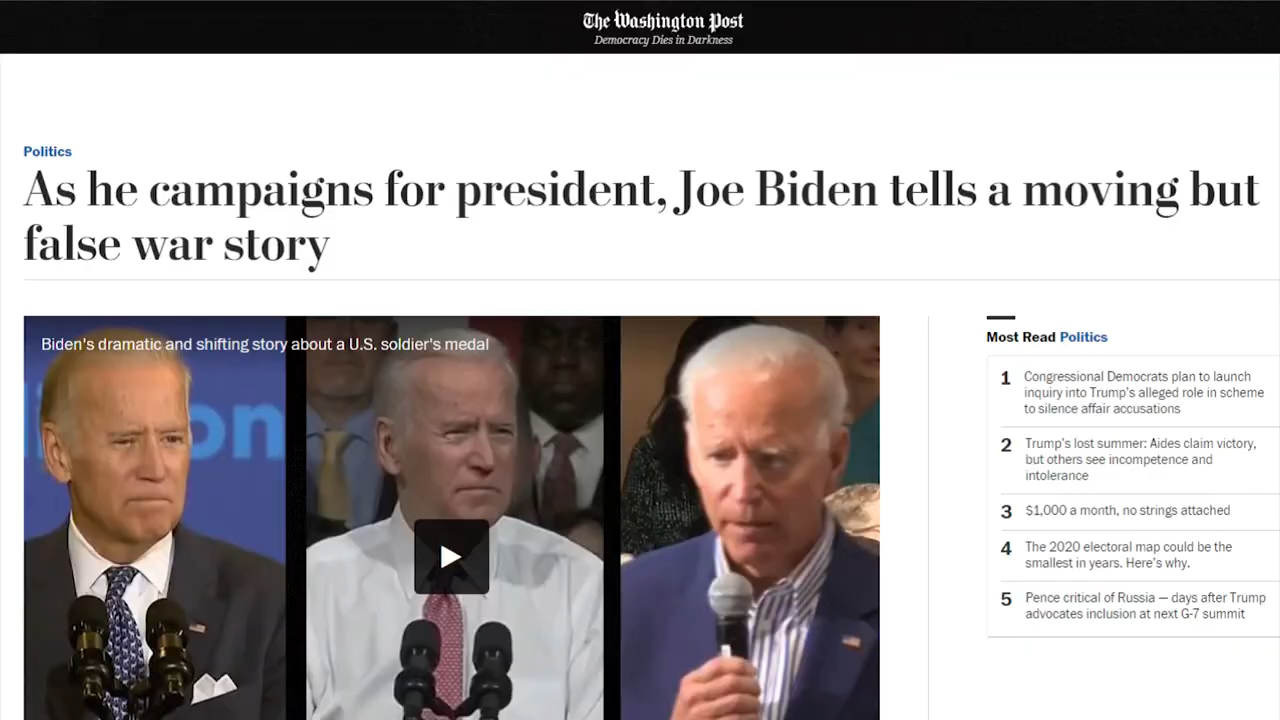 The Washington Post
Democracy Dies in Darkness
Politics
As he campaigns for president, Joe Biden tells a moving but
false war story
Biden's dramatic and shifting story about a U.S. soldier's medal
on
Most Read Politics
1 Congressional Democrats plan to launch
inquiry into Trump's alleged role in scheme
to silence affair accusations
2 Trump's lost summer: Aides claim victory,
but others see incompetence and
intolerance
3 $1,000 a month, no strings attached
4 The 2020 electoral map could be the
smallest in years. Here's why.
5 Pence critical of Russia — days after Trump
advocates inclusion at next G-7 summit